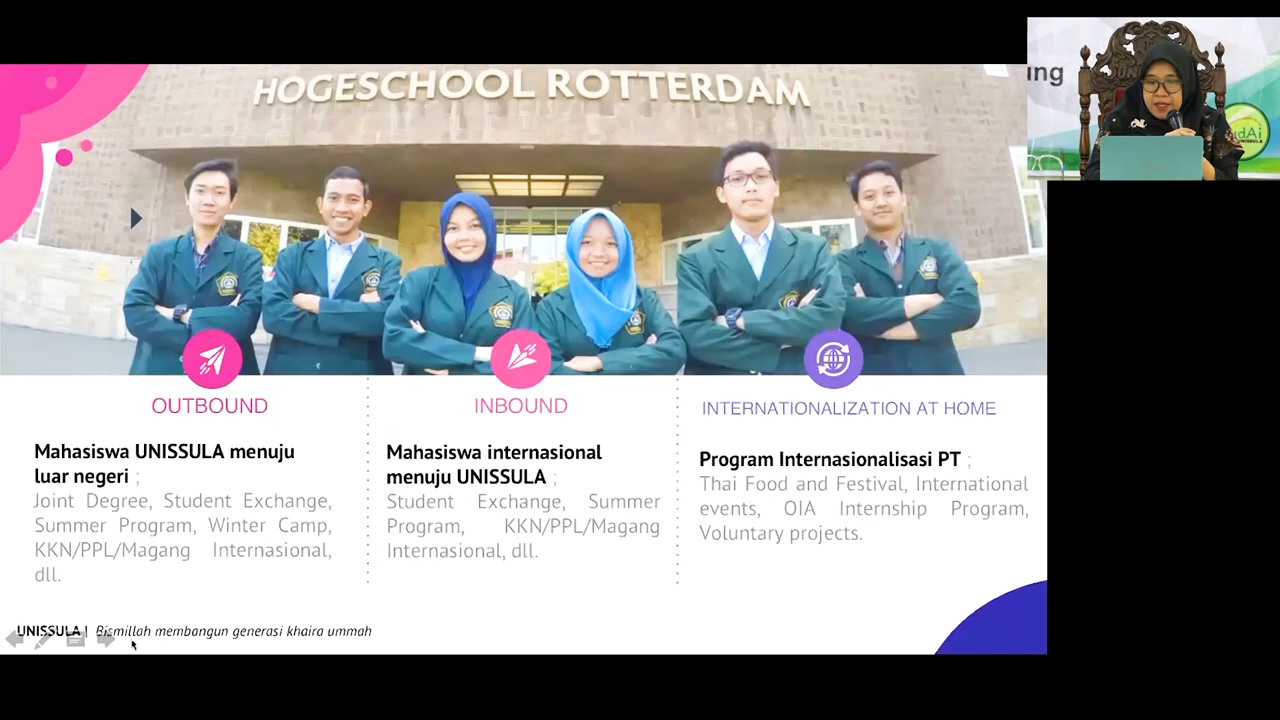 HOGESCHOOL ROTTERDAM
OUTBOUND
Mahasiswa UNISSULA menuju
luar negeri ;
Joint Degree, Student Exchange,
Summer Program, Winter Camp,
KKN/PPL/Magang Internasional,
dll.
INBOUND
Mahasiswa internasional
menuju UNISSULA ;
Student Exchange, Summer
Program, KKN/PPL/Magang
Internasional, dll.
INTERNATIONALIZATION AT HOME
Program Internasionalisasi PT ;
Thai Food and Festival, International
events, OIA Internship Program,
Voluntary projects.
UNISSULA | Bismillah membangun generasi khaira ummah
ung